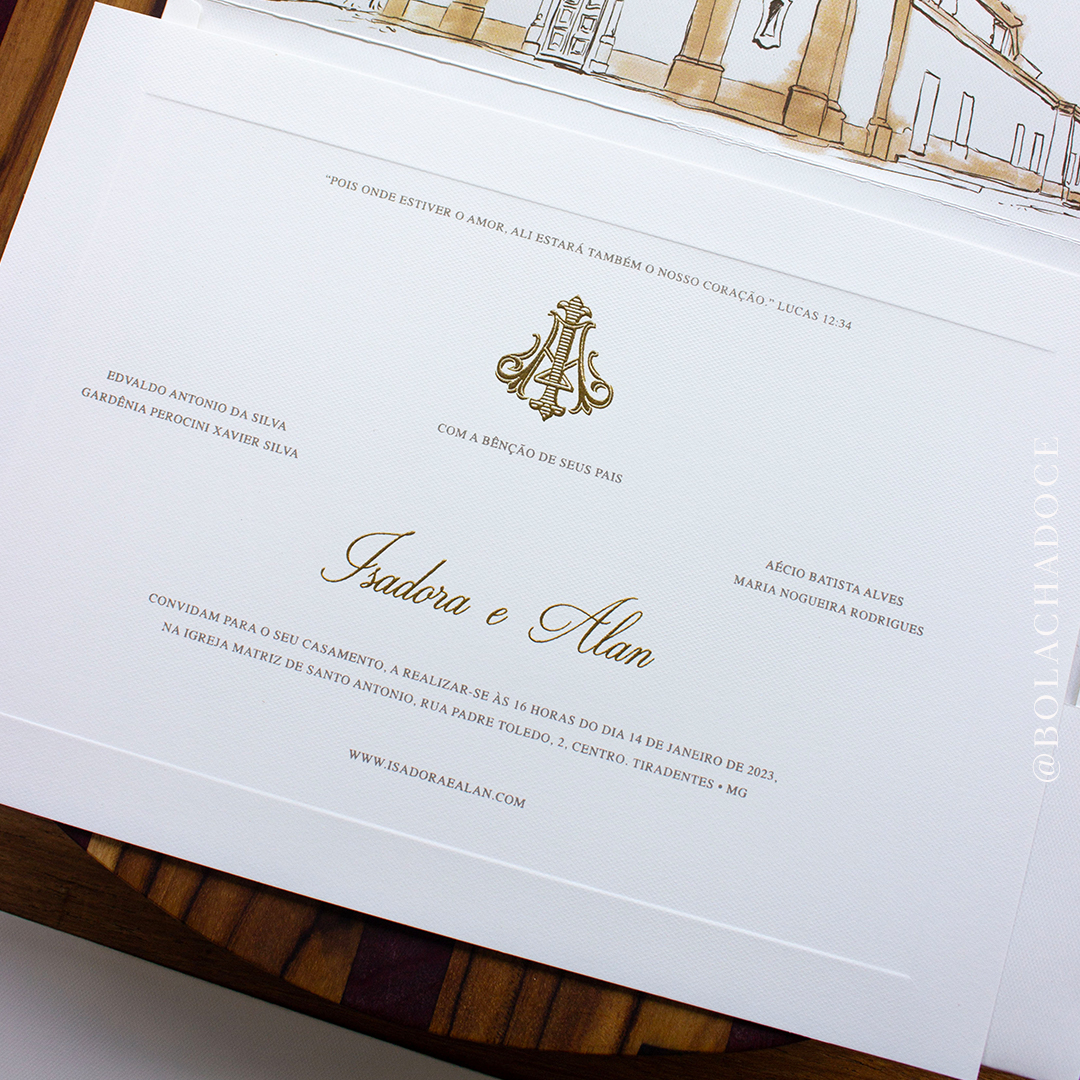 "POIS ONDE ESTIVER O AMOR, ALI ESTARÁ TAMBÉM O NOSSO CORAÇÃO." LUCAS 12:34
IA
EDVALDO ANTONIO DA SILVA
GARDÊNIA PEROCINI XAVIER SILVA
COM A BÊNÇÃO DE SEUS PAIS
AÉCIO BATISTA ALVES
MARIA NOGUEIRA RODRIGUES
Isadora e Alan
CONVIDAM PARA O SEU CASAMENTO, A REALIZAR-SE ÀS 16 HORAS DO DIA 14 DE JANEIRO DE 2023,
NA IGREJA MATRIZ DE SANTO ANTONIO, RUA PADRE TOLEDO, 2, CENTRO. TIRADENTES • MG
WWW.ISADORAEALAN.COM
@BOLACHADOCE